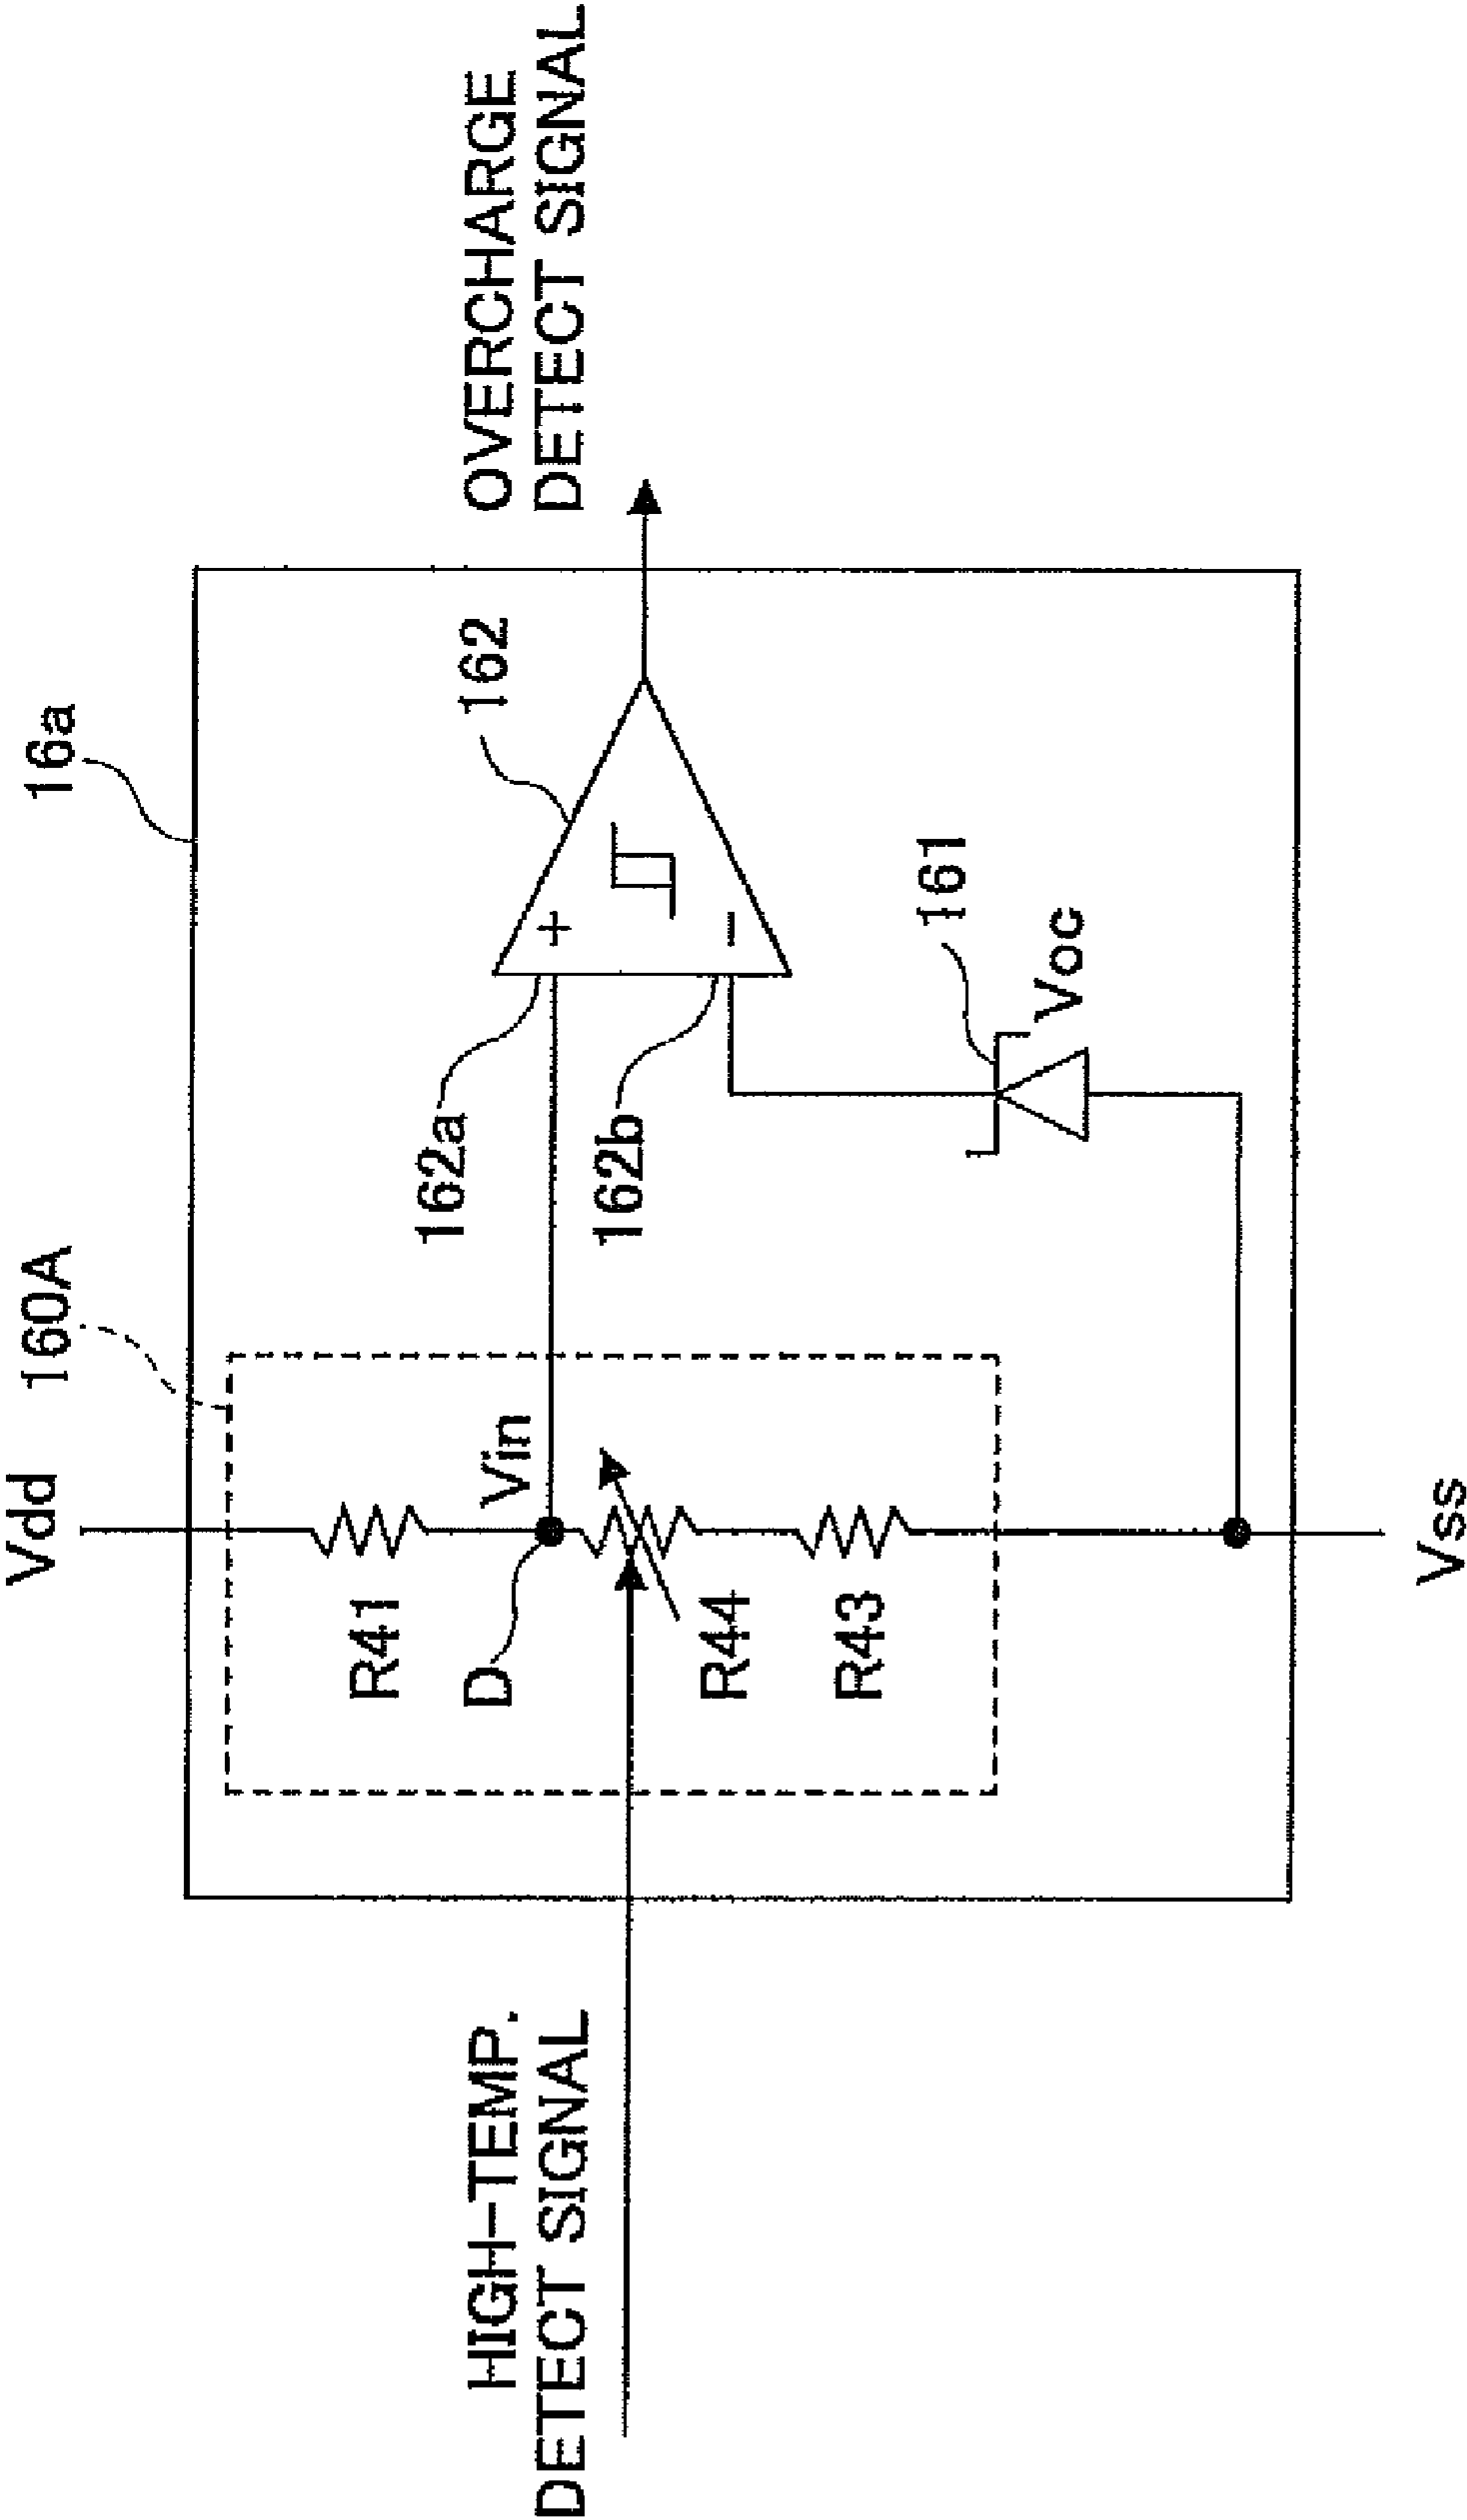 Vdd
160A
16a
HIGH-TEMP.
DETECT SIGNAL
R41
D
Vin
R44
R43
162a
162b
162
161
Voc
OVERCHARGE
DETECT SIGNAL
Vss